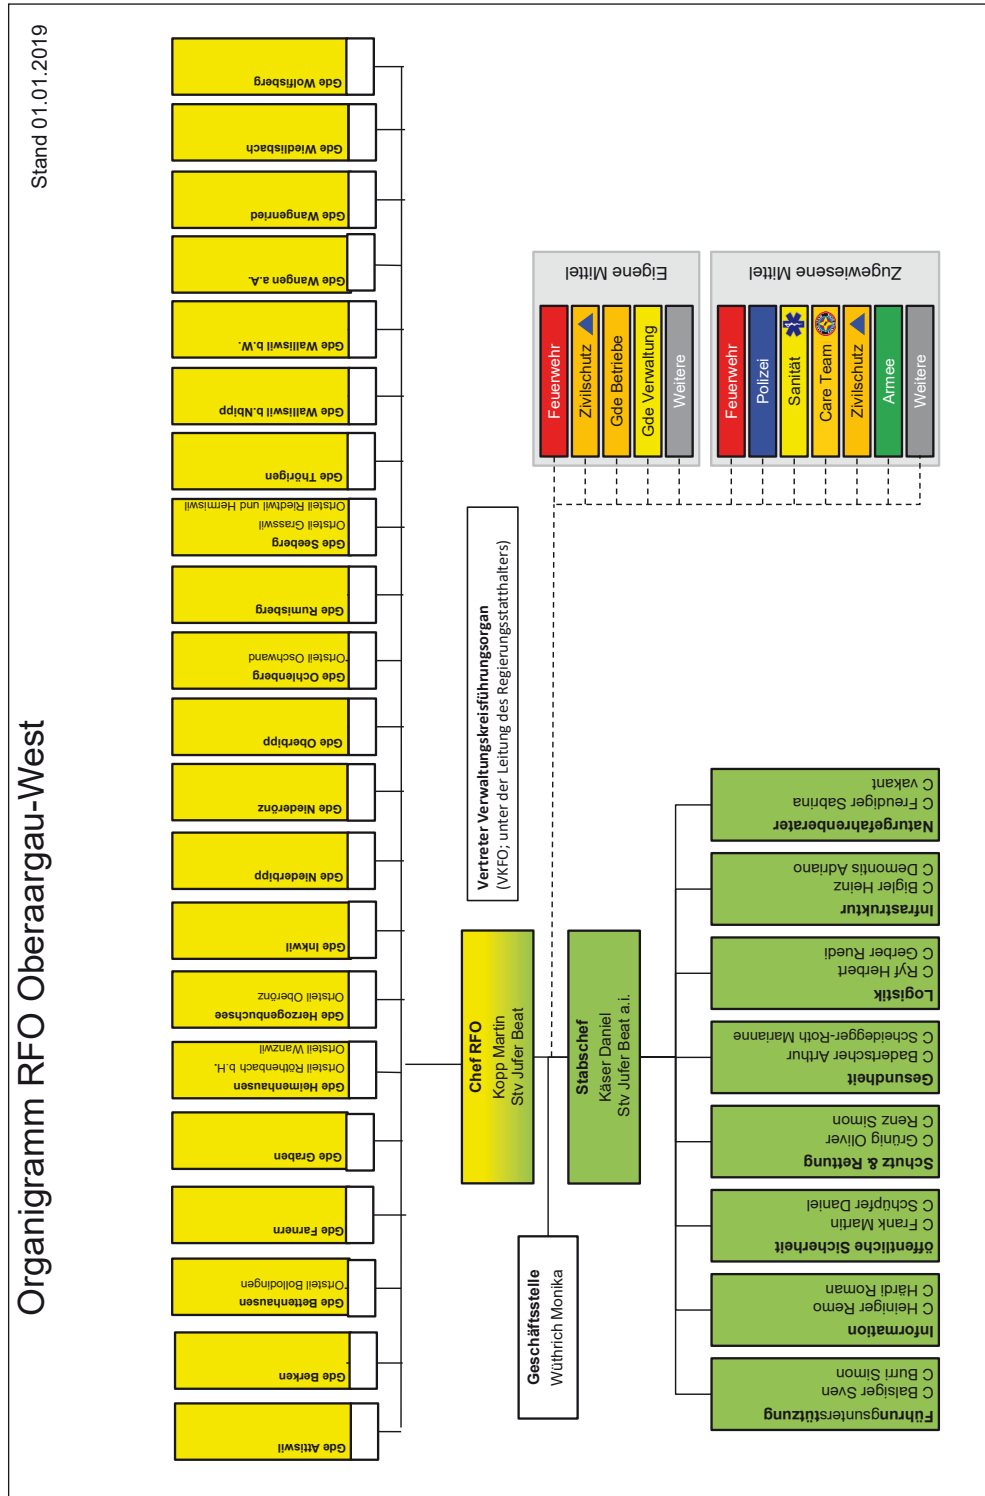 Organigramm RFO Oberaargau-West
Stand 01.01.2019
Gde Attiswil
Gde Berken
Gde Bettenhausen
Ortsteil Bollodingen
Gde Farnern
Gde Graben
Gde Heimenhausen
Ortsteil Röthenbach b.H.
Ortsteil Wanzwil
Gde Herzogenbuchsee
Ortsteil Oberönz
Gde Inkwil
Gde Niederbipp
Gde Niederönz
Gde Oberbipp
Gde Ochlenberg
Ortsteil Oschwand
Gde Rumisberg
Gde Seeberg
Ortsteil Grasswil
Ortsteil Riedtwil und Hermiswil
Gde Thörigen
Gde Walliswil b.Nbipp
Gde Walliswil b.W.
Gde Wangen a.A.
Gde Wangenried
Gde Wiedlisbach
Gde Wolfisberg
Chef RFO
Kopp Martin
Stv Jufer Beat
Vertreter Verwaltungskreisführungsorgan
(VKFO; unter der Leitung des Regierungsstatthalters)
Geschäftsstelle
Wüthrich Monika
Stabschef
Käser Daniel
Stv Jufer Beat a.i.
Eigene Mittel
Feuerwehr
Zivilschutz
Gde Betriebe
Gde Verwaltung
Weitere
Zugewiesene Mittel
Feuerwehr
Polizei
Sanität
Care Team
Zivilschutz
Armee
Weitere
Führungsunterstützung
C Balsiger Sven
C Burri Simon
Information
C Heiniger Remo
C Härdi Roman
öffentliche Sicherheit
C Frank Martin
C Schüpfer Daniel
Schutz & Rettung
C Grünig Oliver
C Renz Simon
Gesundheit
C Badertscher Arthur
C Scheidegger-Roth Marianne
Logistik
C Ryf Herbert
C Gerber Ruedi
Infrastruktur
C Bigler Heinz
C Demontis Adriano
Naturgefahrenberater
C Freudiger Sabrina
C vakant